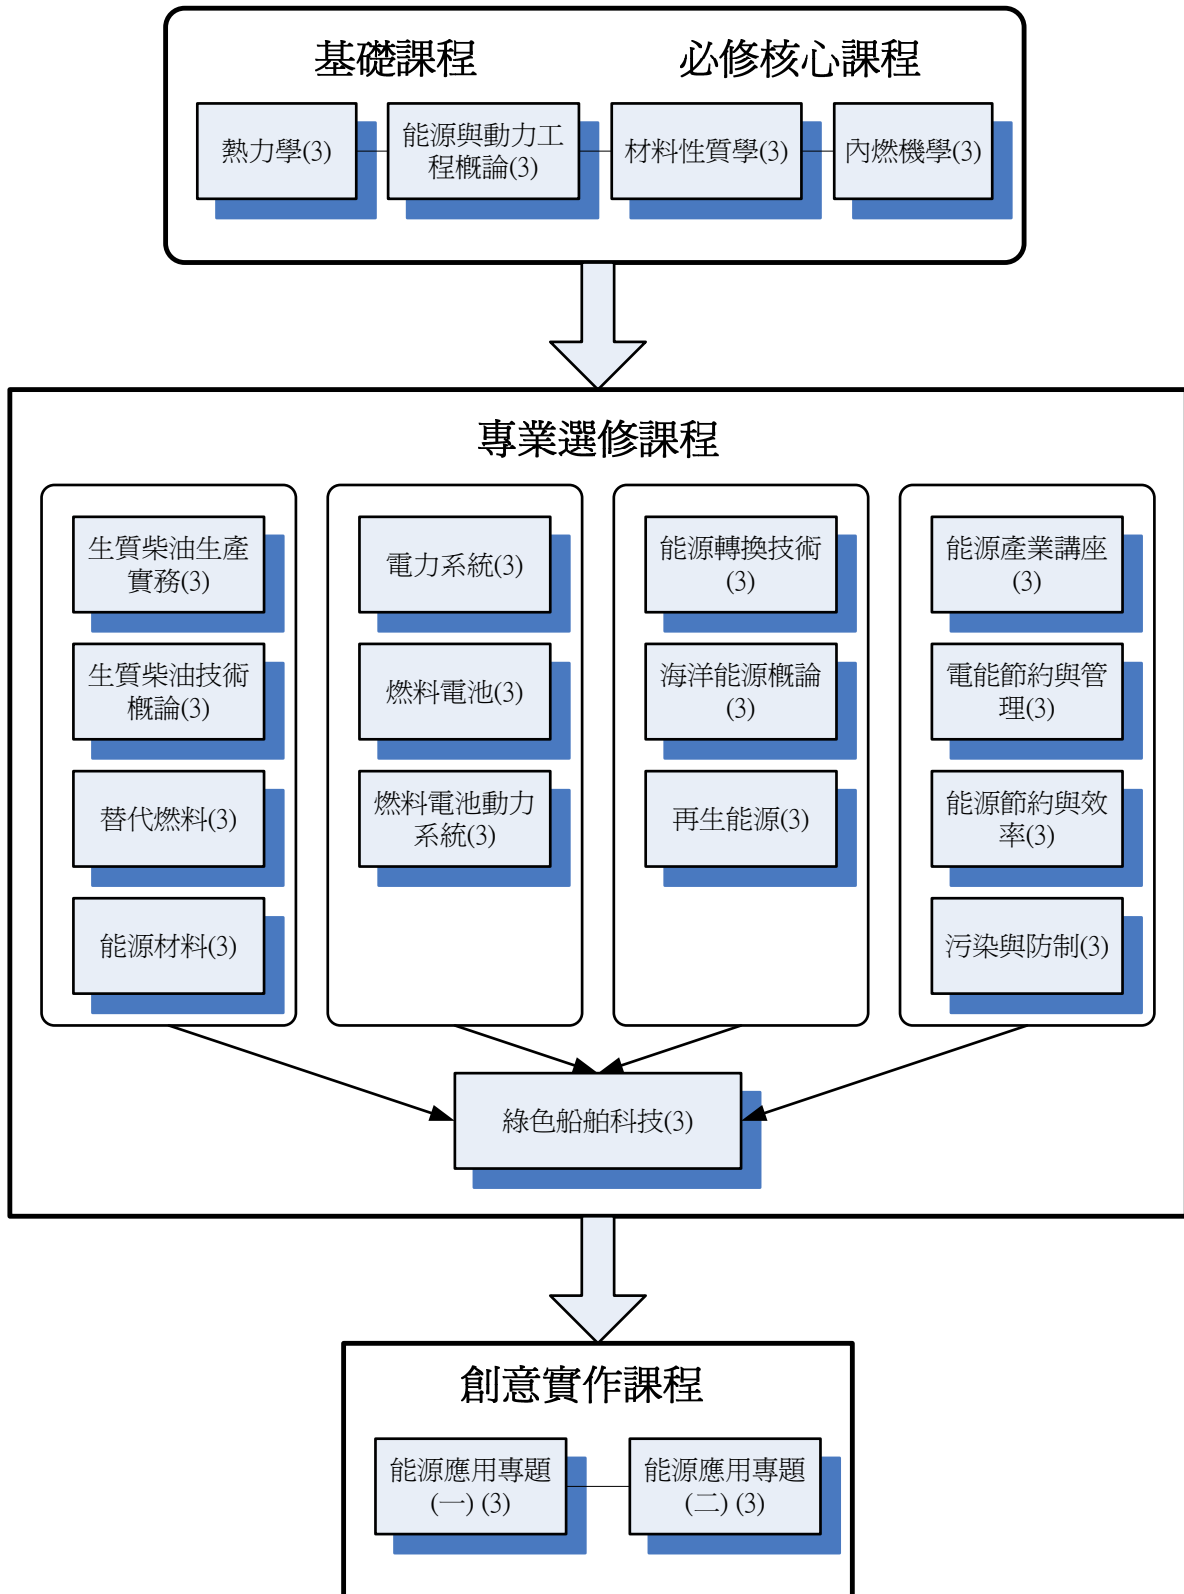 基礎課程
必修核心課程
熱力學(3)
能源與動力工
程概論(3)
材料性質學(3)
內燃機學(3)
專業選修課程
生質柴油生產
實務(3)
生質柴油技術
概論(3)
替代燃料(3)
能源材料(3)
電力系統(3)
燃料電池(3)
燃料電池動力
系統(3)
能源轉換技術
(3)
海洋能源概論
(3)
再生能源(3)
能源產業講座
(3)
電能節約與管
理(3)
能源節約與效
率(3)
污染與防制(3)
綠色船舶科技(3)
創意實作課程
能源應用專題
(一) (3)
能源應用專題
(二) (3)